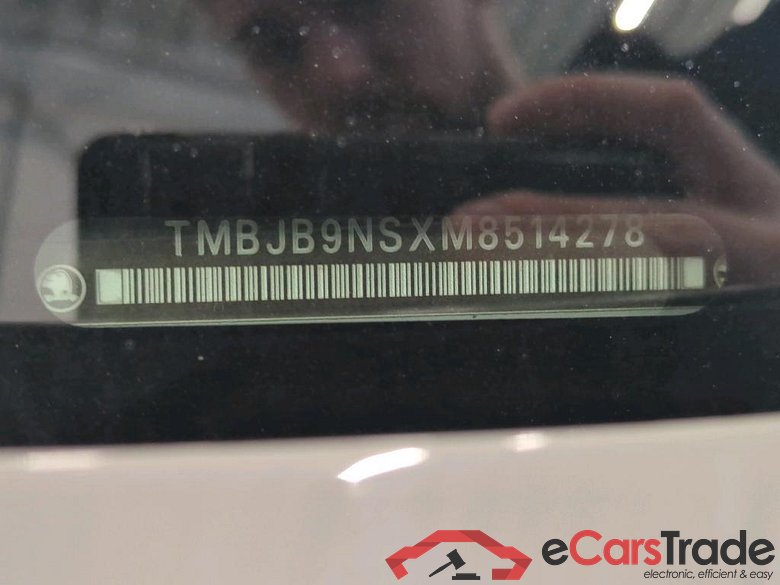 TMBJB9NSXM8514278
eCarsTrade
electronic, efficient & easy